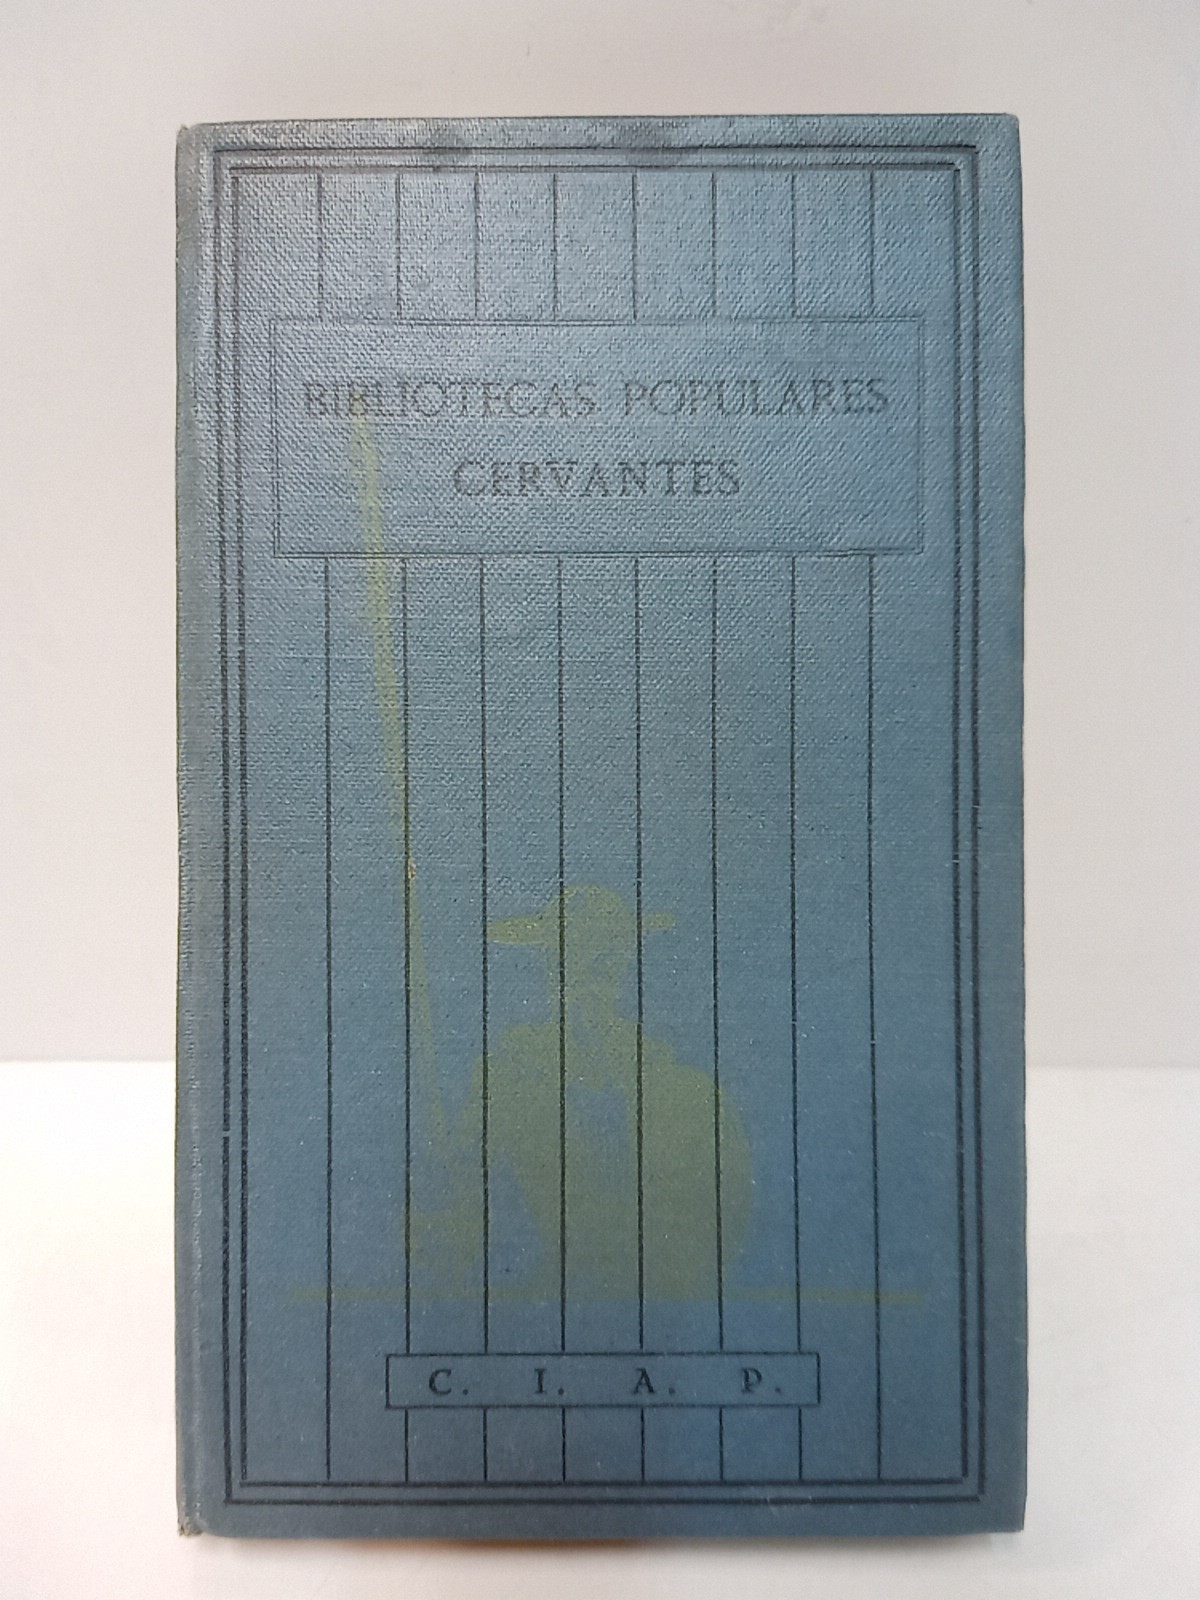 BIBLIOTECAS POPULARES
CERVANTES
C. I. A. P.